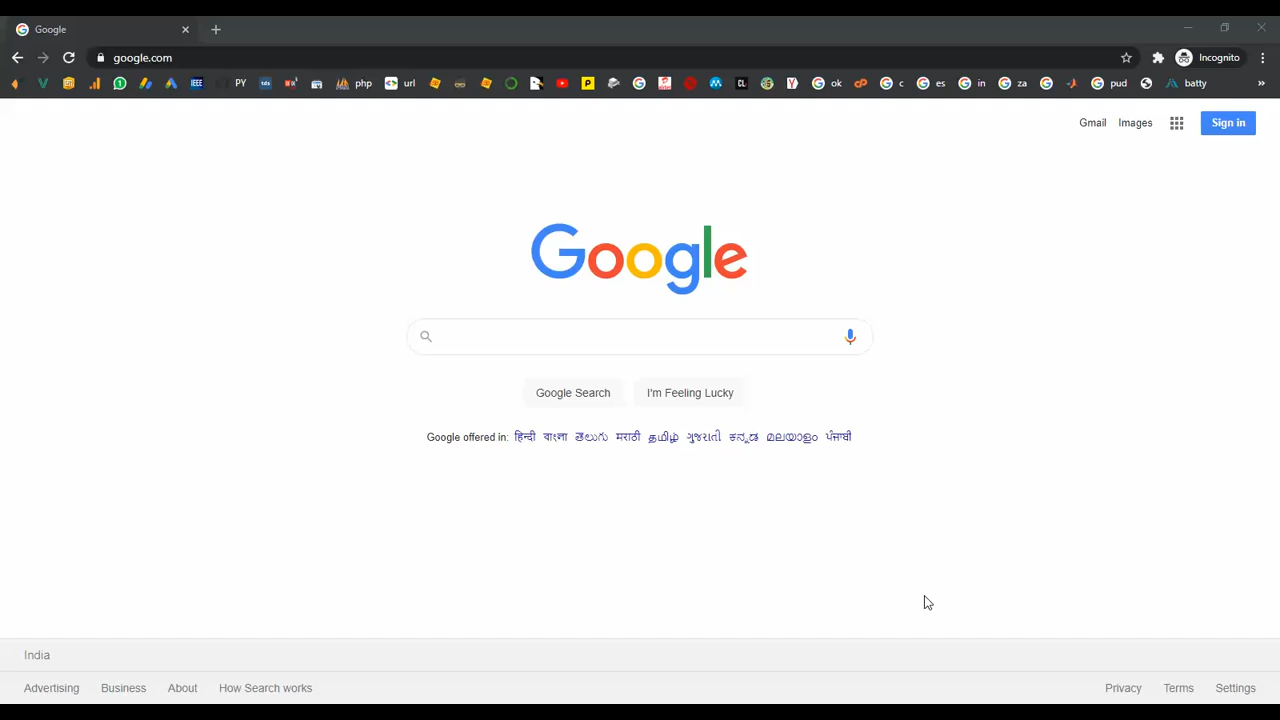 Google
google.com
Incognito
PY php url ok c es in za pud batty
Gmail Images Sign in
Google
Google Search I'm Feeling Lucky
Google offered in: हिन्दी বাংলা తెలుగు मराठी தமிழ் ગુજરાતી ಕನ್ನಡ മലയാളം ਪੰਜਾਬੀ
India
Advertising Business About How Search works Privacy Terms Settings